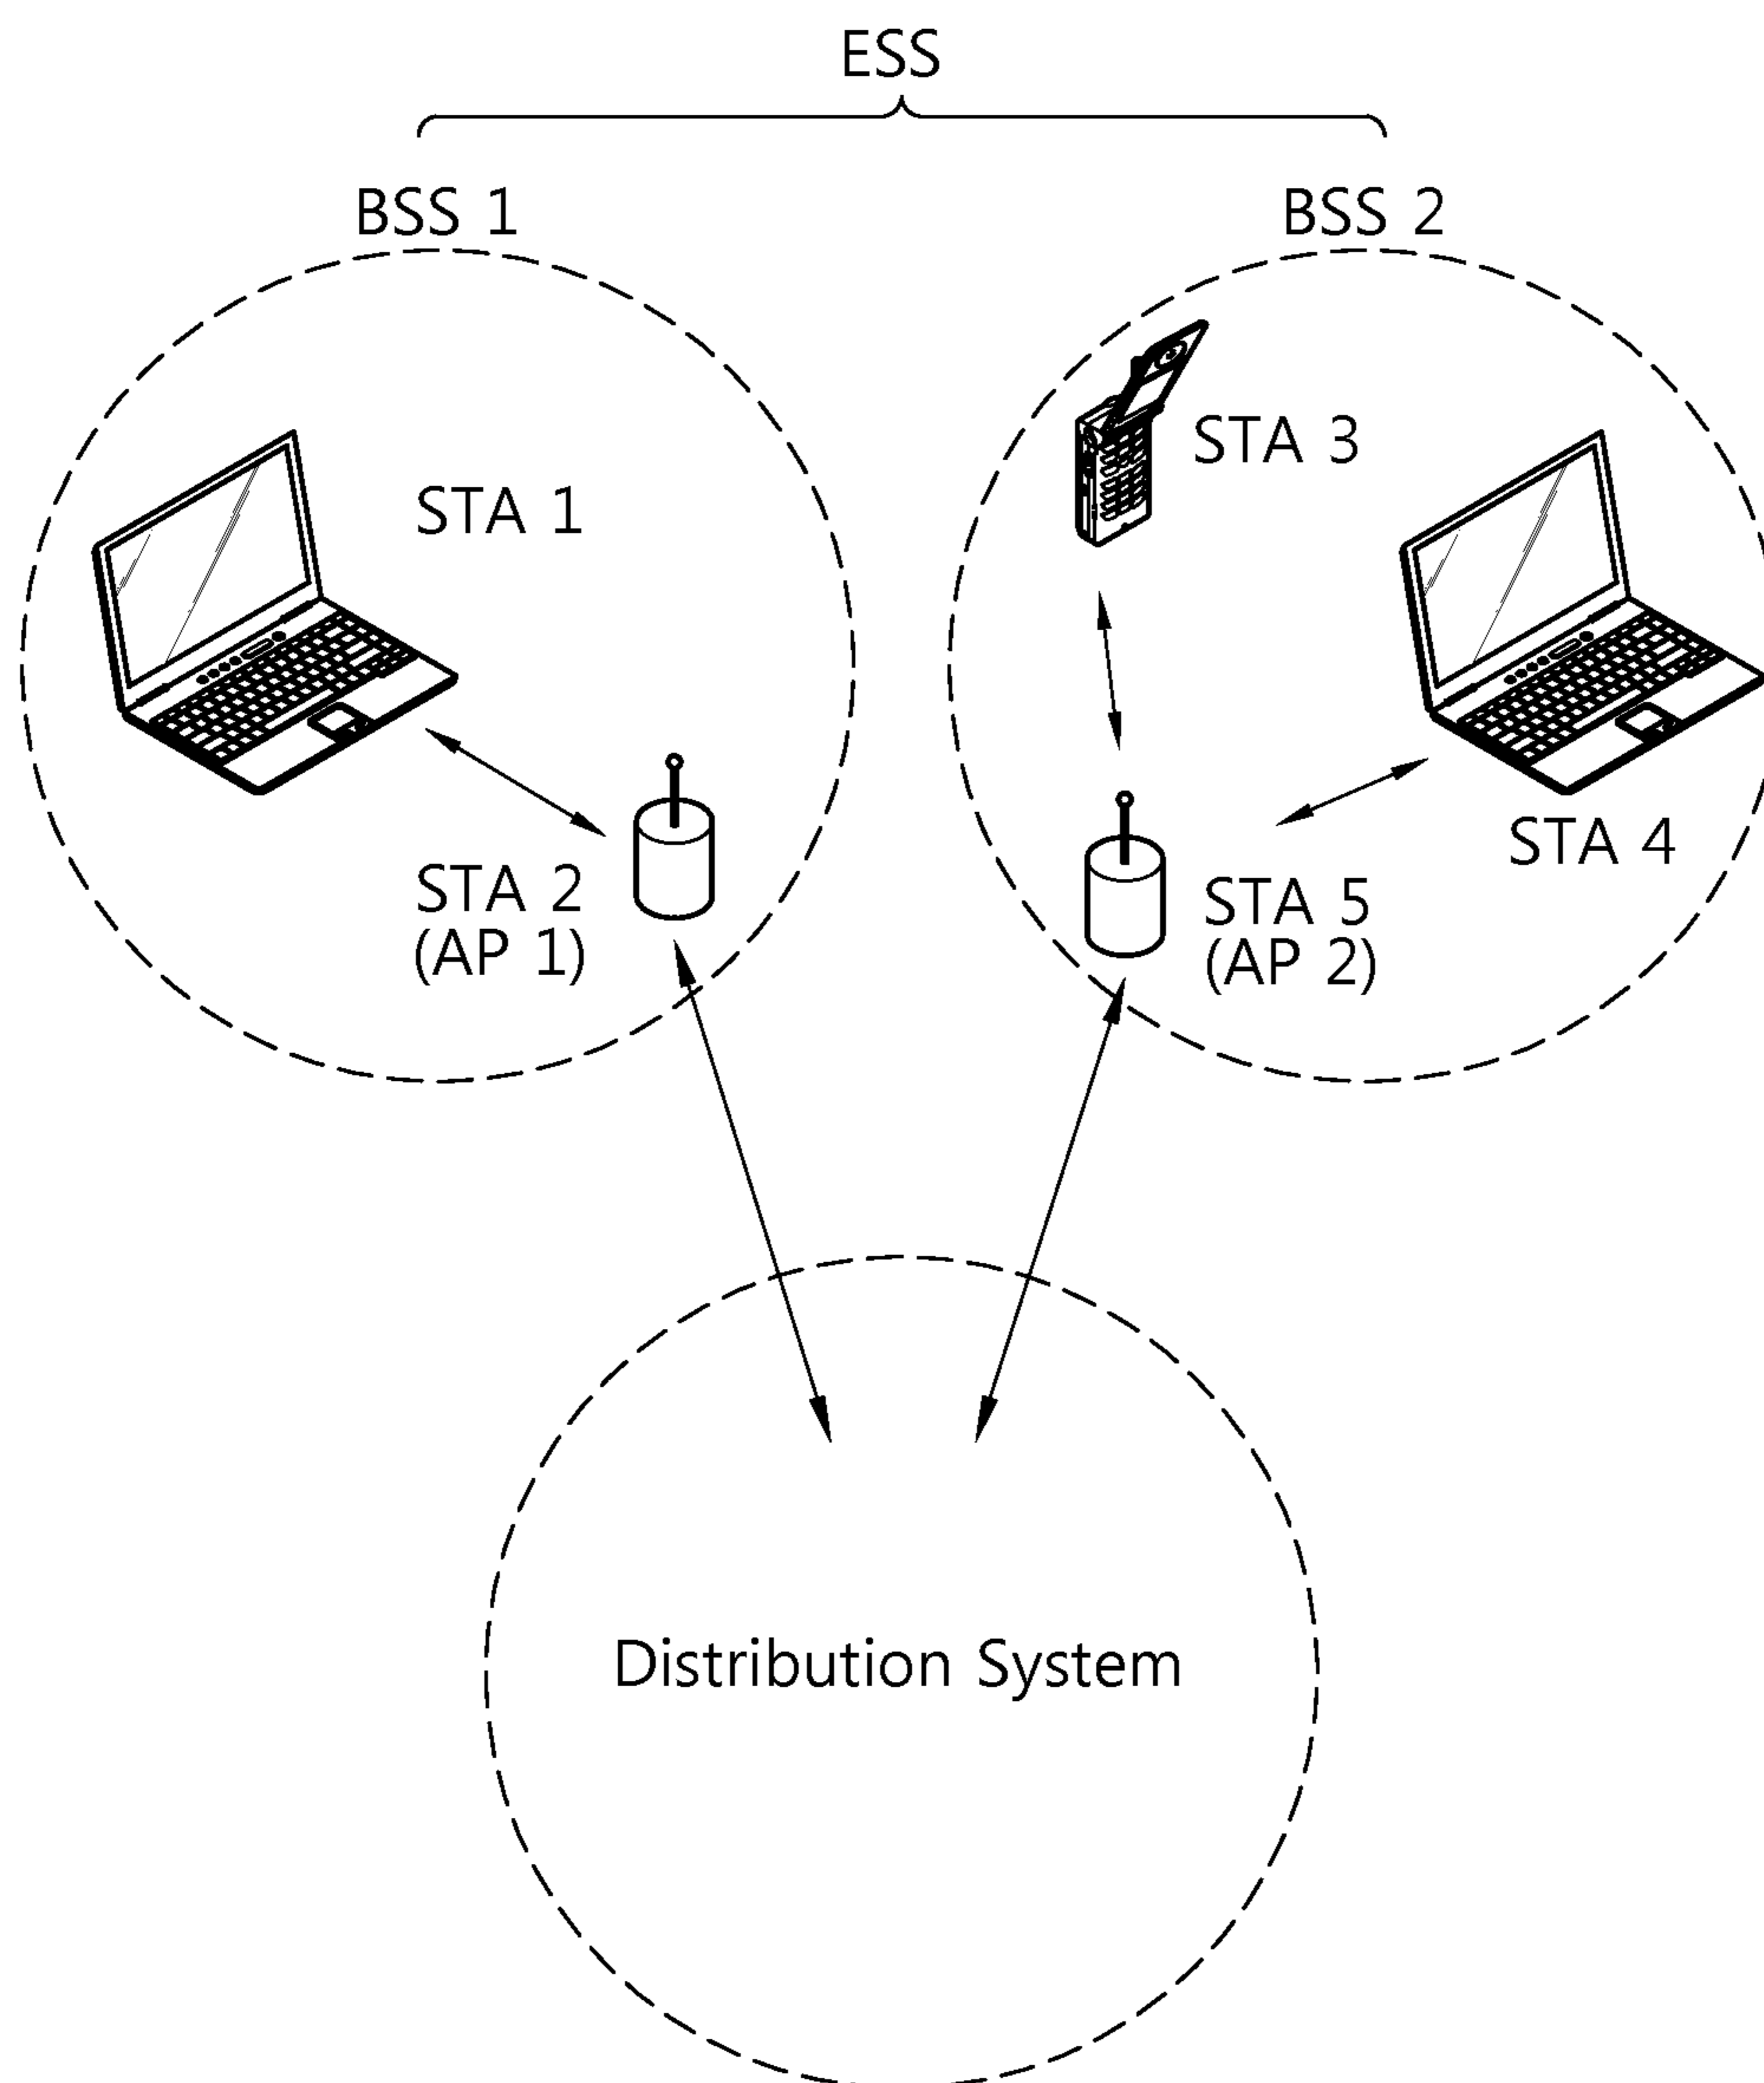 ESS
BSS 1
BSS 2
STA 1
STA 3
STA 2
(AP 1)
STA 5
(AP 2)
STA 4
Distribution System